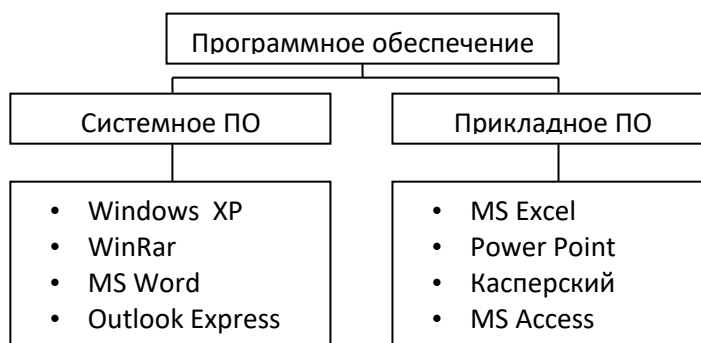 Программное обеспечение
Системное ПО
Прикладное ПО
• Windows XP
• WinRar
• MS Word
• Outlook Express
• MS Excel
• Power Point
• Касперский
• MS Access